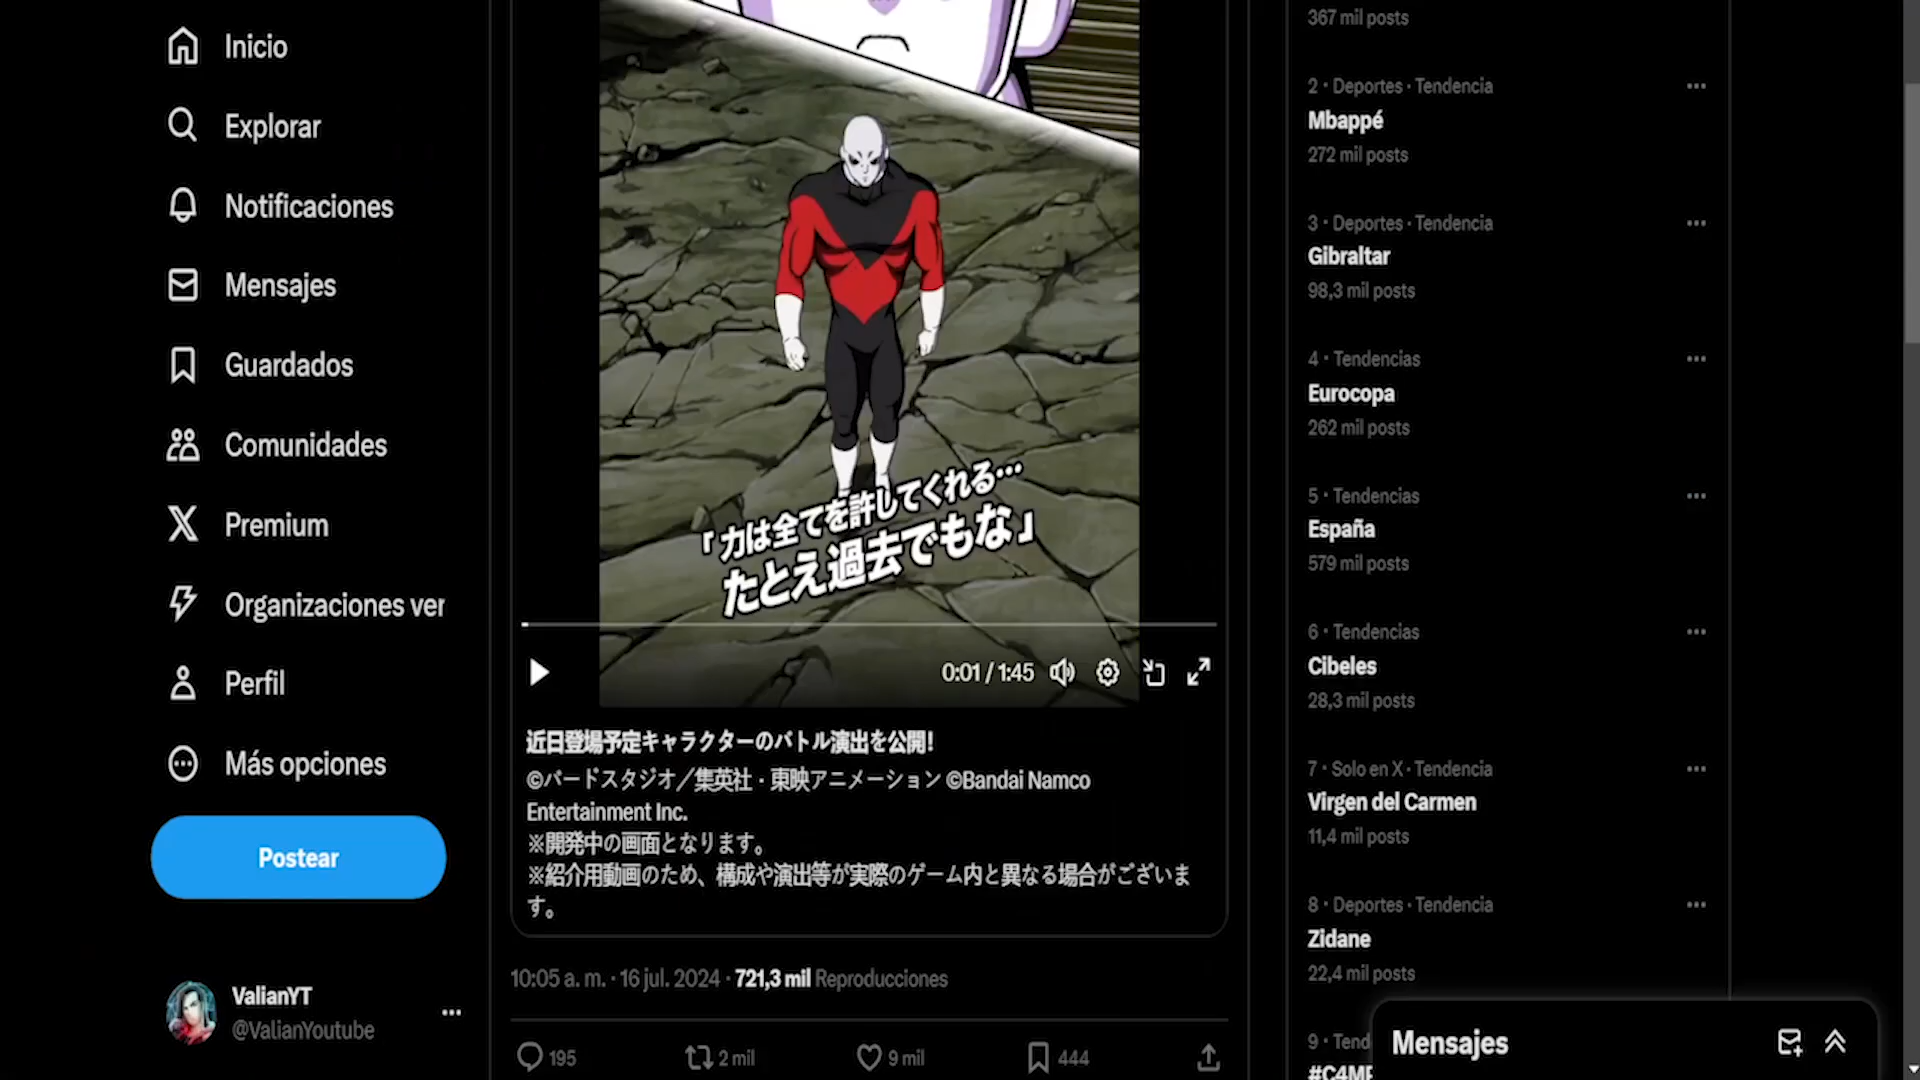 Inicio
Explorar
Notificaciones
Mensajes
Guardados
Comunidades
Premium
Organizaciones ver
Perfil
Más opciones
Postear
ValianYT
@ValianYoutube
「力は全てを許してくれる…
たとえ過去でもな」
0:01 / 1:45
近日登場予定キャラクターのバトル演出を公開!
©バードスタジオ／集英社・東映アニメーション ©Bandai Namco
Entertainment Inc.
※開発中の画面となります。
※紹介用動画のため、構成や演出等が実際のゲーム内と異なる場合がございま
す。
10:05 a. m. · 16 jul. 2024 · 721,3 mil Reproducciones
195
2 mil
9 mil
444
367 mil posts
2 · Deportes · Tendencia
Mbappé
272 mil posts
3 · Deportes · Tendencia
Gibraltar
98,3 mil posts
4 · Tendencias
Eurocopa
262 mil posts
5 · Tendencias
España
579 mil posts
6 · Tendencias
Cibeles
28,3 mil posts
7 · Solo en X · Tendencia
Virgen del Carmen
11,4 mil posts
8 · Deportes · Tendencia
Zidane
22,4 mil posts
9 · Tend
Mensajes